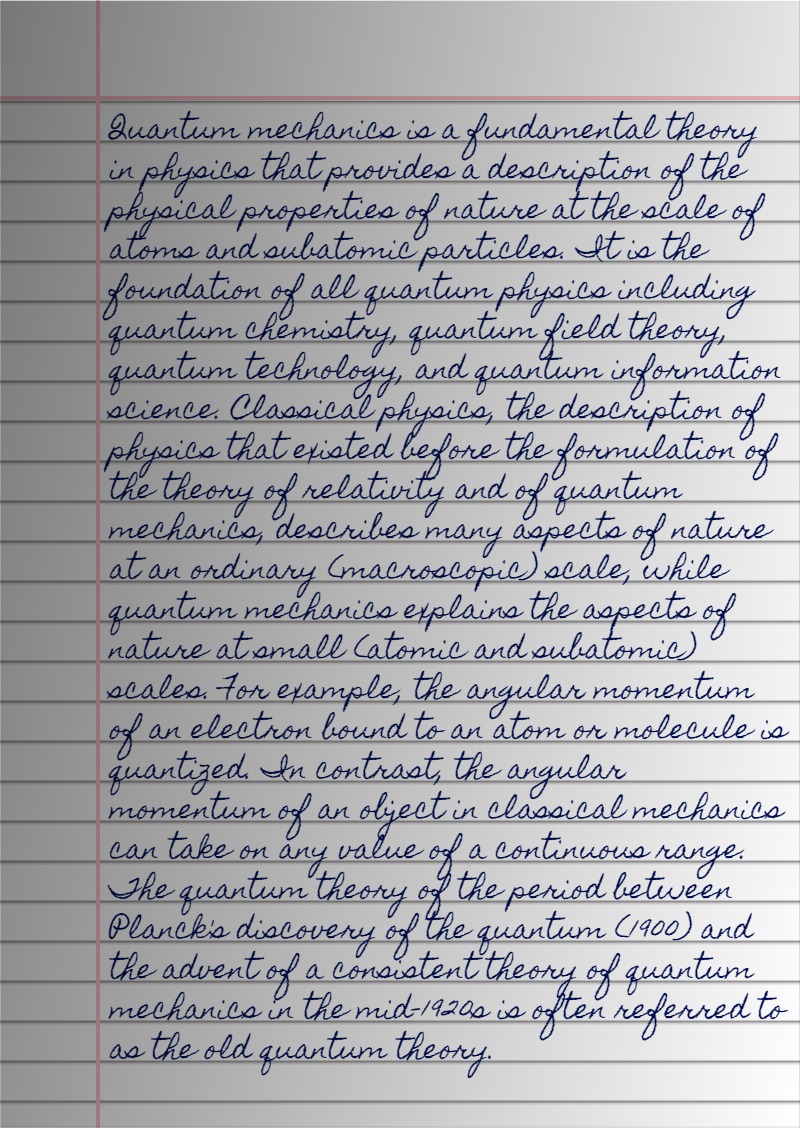 Quantum mechanics is a fundamental theory
in physics that provides a description of the
physical properties of nature at the scale of
atoms and subatomic particles. It is the
foundation of all quantum physics including
quantum chemistry, quantum field theory,
quantum technology, and quantum information
science. Classical physics, the description of
physics that existed before the formulation of
the theory of relativity and of quantum
mechanics, describes many aspects of nature
at an ordinary (macroscopic) scale, while
quantum mechanics explains the aspects of
nature at small (atomic and subatomic)
scales. For example, the angular momentum
of an electron bound to an atom or molecule is
quantized. In contrast, the angular
momentum of an object in classical mechanics
can take on any value of a continuous range.
The quantum theory of the period between
Planck's discovery of the quantum (1900) and
the advent of a consistent theory of quantum
mechanics in the mid-1920s is often referred to
as the old quantum theory.